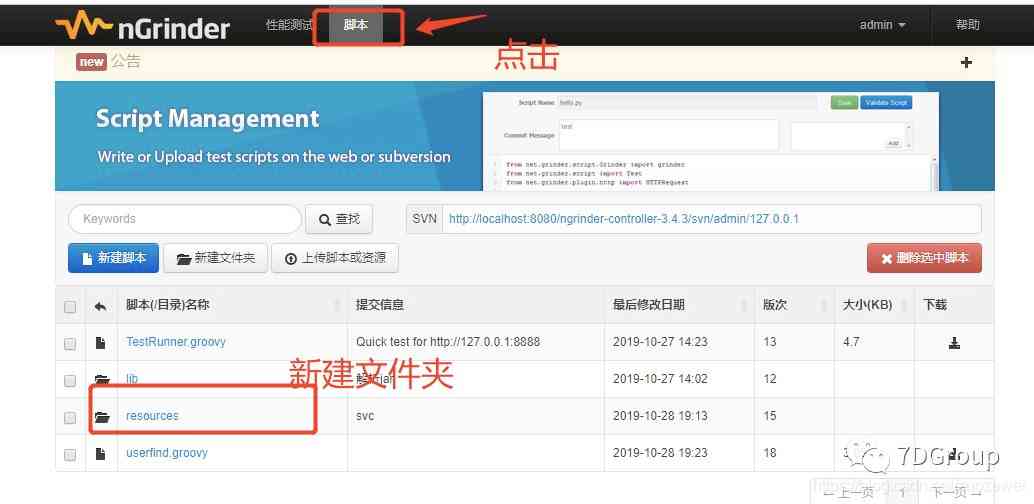 nGrinder 性能测试 脚本 admin 帮助
点击
new 公告
Script Management
Write or Upload test scripts on the web or subversion
Script Name hello.py Save Validate Script
Commit Message Test
Add
from net.grinder.script.Grinder import grinder
from net.grinder.script import Test
from net.grinder.plugin.http import HTTPRequest
Keywords 查找 SVN http://localhost:8080/ngrinder-controller-3.4.3/svn/admin/127.0.0.1
新建脚本 新建文件夹 上传脚本或资源 删除选中脚本
脚本(/目录)名称 提交信息 最后修改日期 版次 大小(KB) 下载
TestRunner.groovy Quick test for http://127.0.0.1:8888 2019-10-27 14:23 13 4.7
新建文件夹
lib 2019-10-27 14:02 12
resources svc 2019-10-28 19:13 15
userfind.groovy 2019-10-28 19:23 18
7DGroup
← 上一页 1 下一页 →